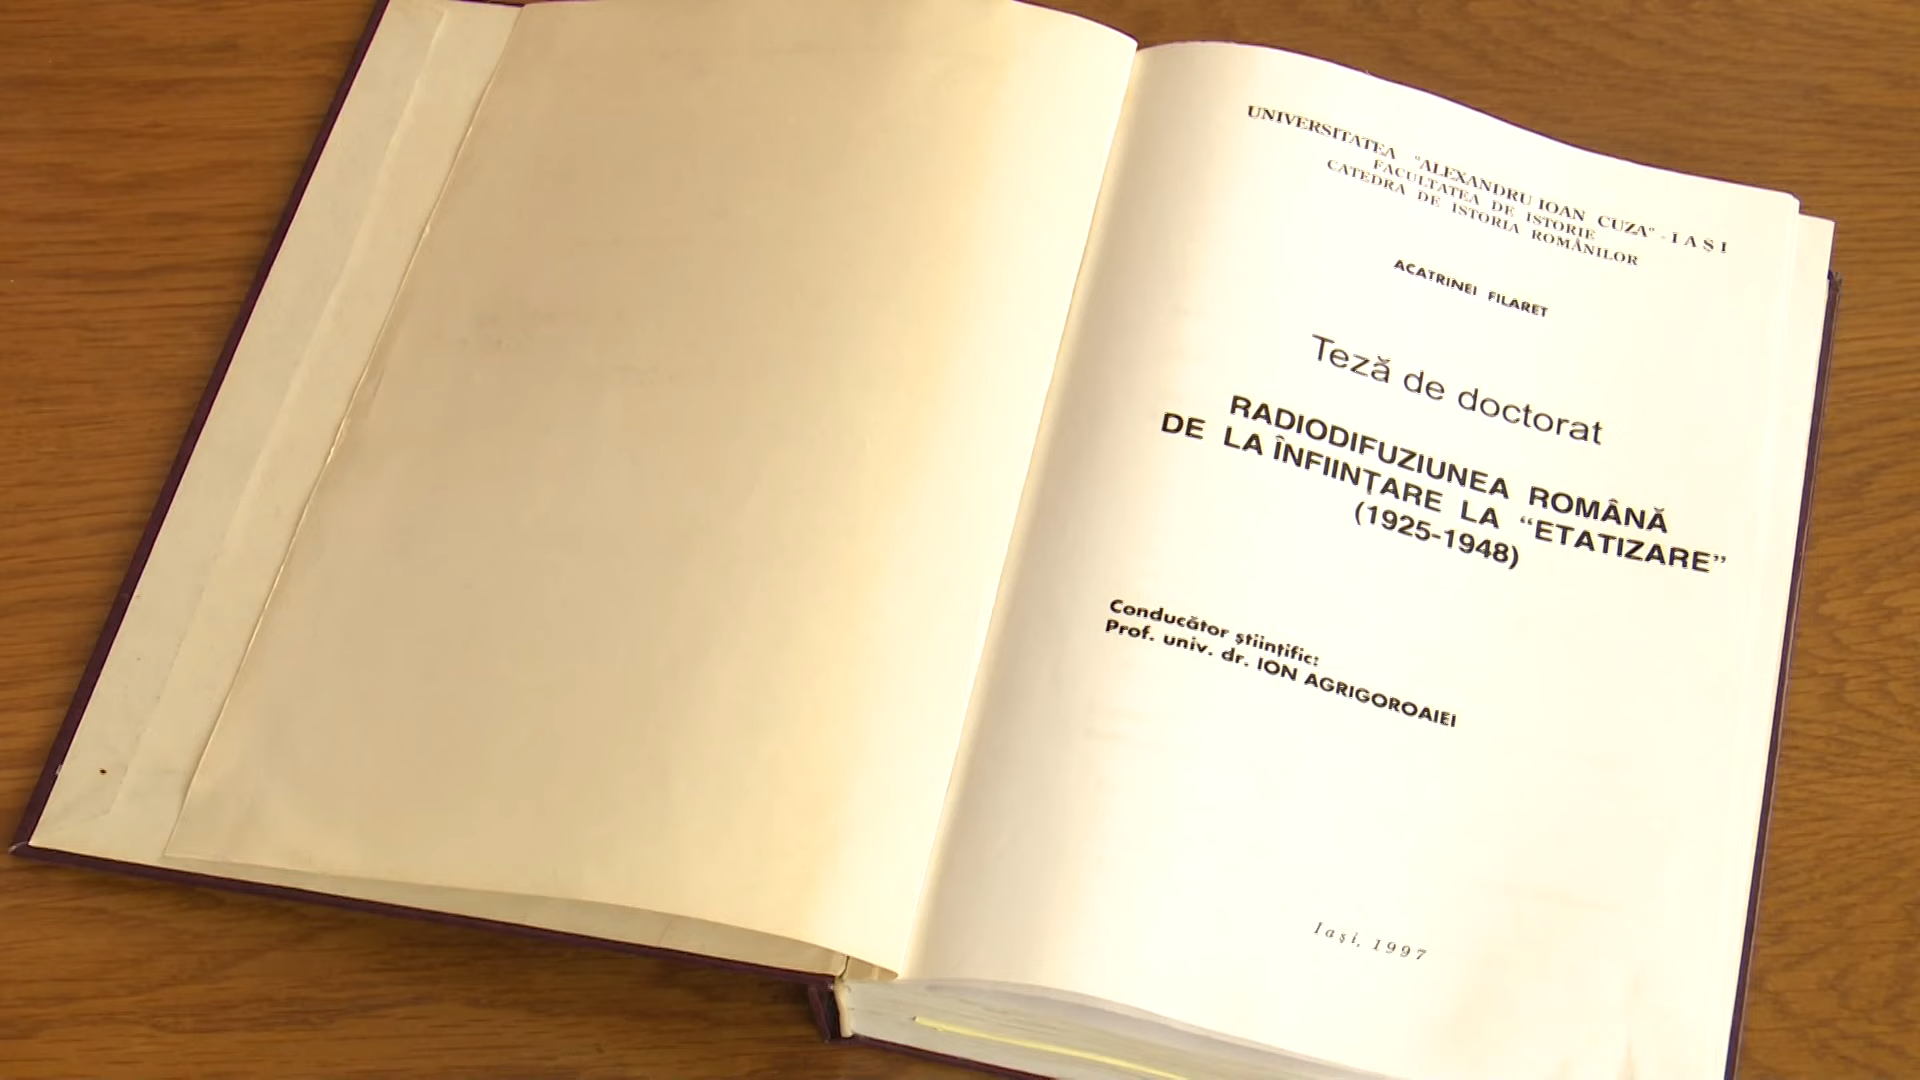 UNIVERSITATEA "ALEXANDRU IOAN CUZA" - I A Ş I
FACULTATEA DE ISTORIE
CATEDRA DE ISTORIA ROMÂNILOR
ACATRINEI FILARET
Teză de doctorat
RADIODIFUZIUNEA ROMÂNĂ
DE LA ÎNFIINŢARE LA “ETATIZARE”
(1925-1948)
Conducător ştiinţific:
Prof. univ. dr. ION AGRIGOROAIEI
Iaşi, 1997